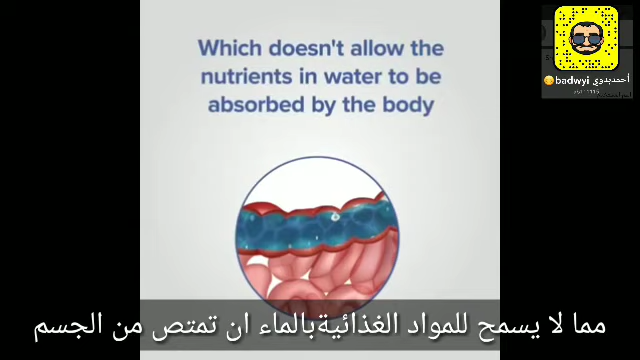 Which doesn't allow the
nutrients in water to be
absorbed by the body
أحمدبدوي
badwyi
مما لا يسمح للمواد الغذائيةبالماء ان تمتص من الجسم